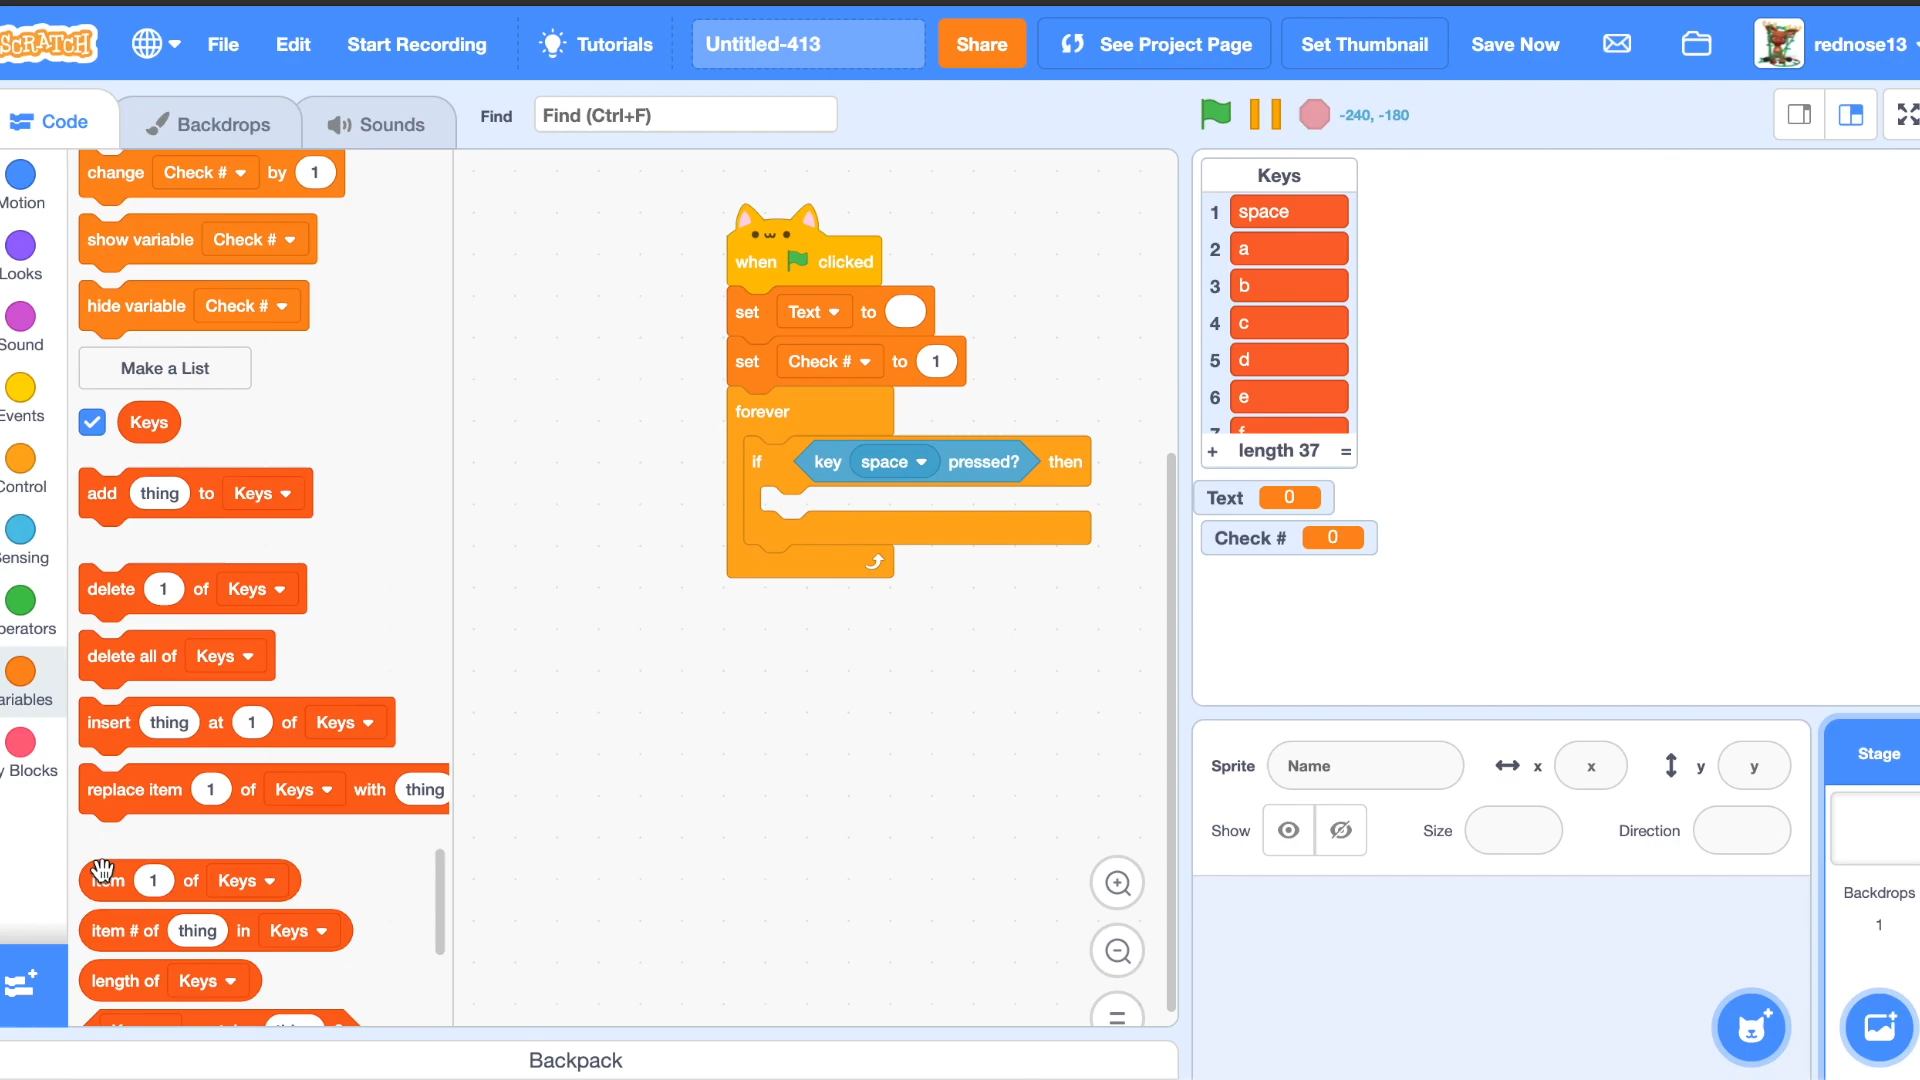 SCRATCH File Edit Start Recording Tutorials Untitled-413 Share See Project Page Set Thumbnail Save Now rednose13
Code Backdrops Sounds Find Find (Ctrl+F) -240, -180
Motion
Looks
Sound
Events
Control
Sensing
perators
ariables
y Blocks
change Check # by 1
show variable Check #
hide variable Check #
Make a List
Keys
add thing to Keys
delete 1 of Keys
delete all of Keys
insert thing at 1 of Keys
replace item 1 of Keys with thing
item 1 of Keys
item # of thing in Keys
length of Keys
when clicked
set Text to
set Check # to 1
forever
if key space pressed? then
Keys
1 space
2 a
3 b
4 c
5 d
6 e
7 f
+ length 37 =
Text 0
Check # 0
Sprite Name x x y y
Show Size Direction
Stage
Backdrops
1
Backpack